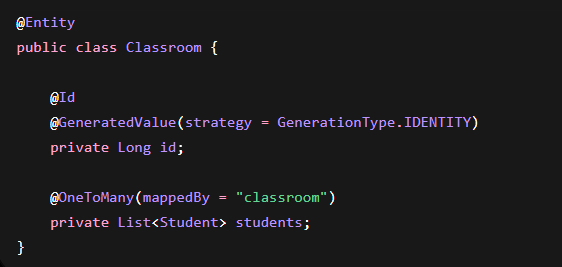 @Entity
public class Classroom {
@Id
@GeneratedValue(strategy = GenerationType.IDENTITY)
private Long id;
@OneToMany(mappedBy = "classroom")
private List<Student> students;
}